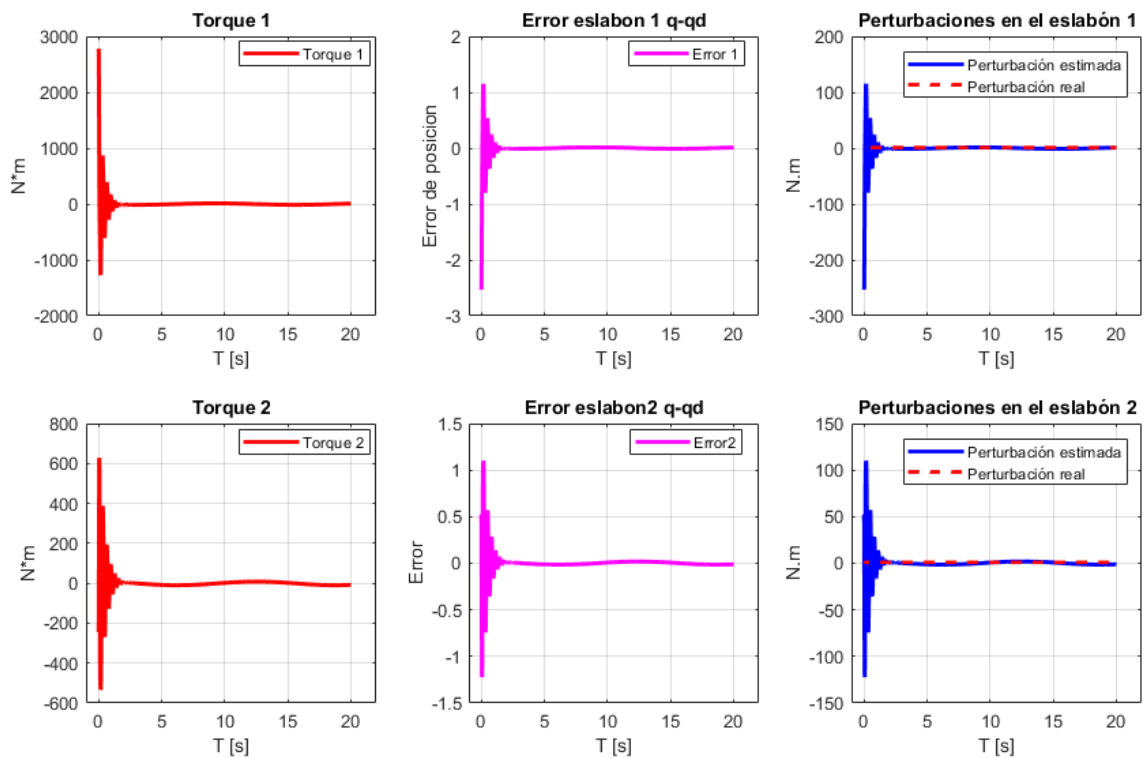 Torque 1
3000
2000
1000
0
-1000
-2000
N*m
Torque 1
0 5 10 15 20
T [s]
Error eslabon 1 q-qd
2
1
0
-1
-2
-3
Error de posicion
Error 1
0 5 10 15 20
T [s]
Perturbaciones en el eslabón 1
200
100
0
-100
-200
-300
N.m
Perturbación estimada
Perturbación real
0 5 10 15 20
T [s]
Torque 2
800
600
400
200
0
-200
-400
-600
N*m
Torque 2
0 5 10 15 20
T [s]
Error eslabon2 q-qd
1.5
1
0.5
0
-0.5
-1
-1.5
Error
Error2
0 5 10 15 20
T [s]
Perturbaciones en el eslabón 2
150
100
50
0
-50
-100
-150
N.m
Perturbación estimada
Perturbación real
0 5 10 15 20
T [s]